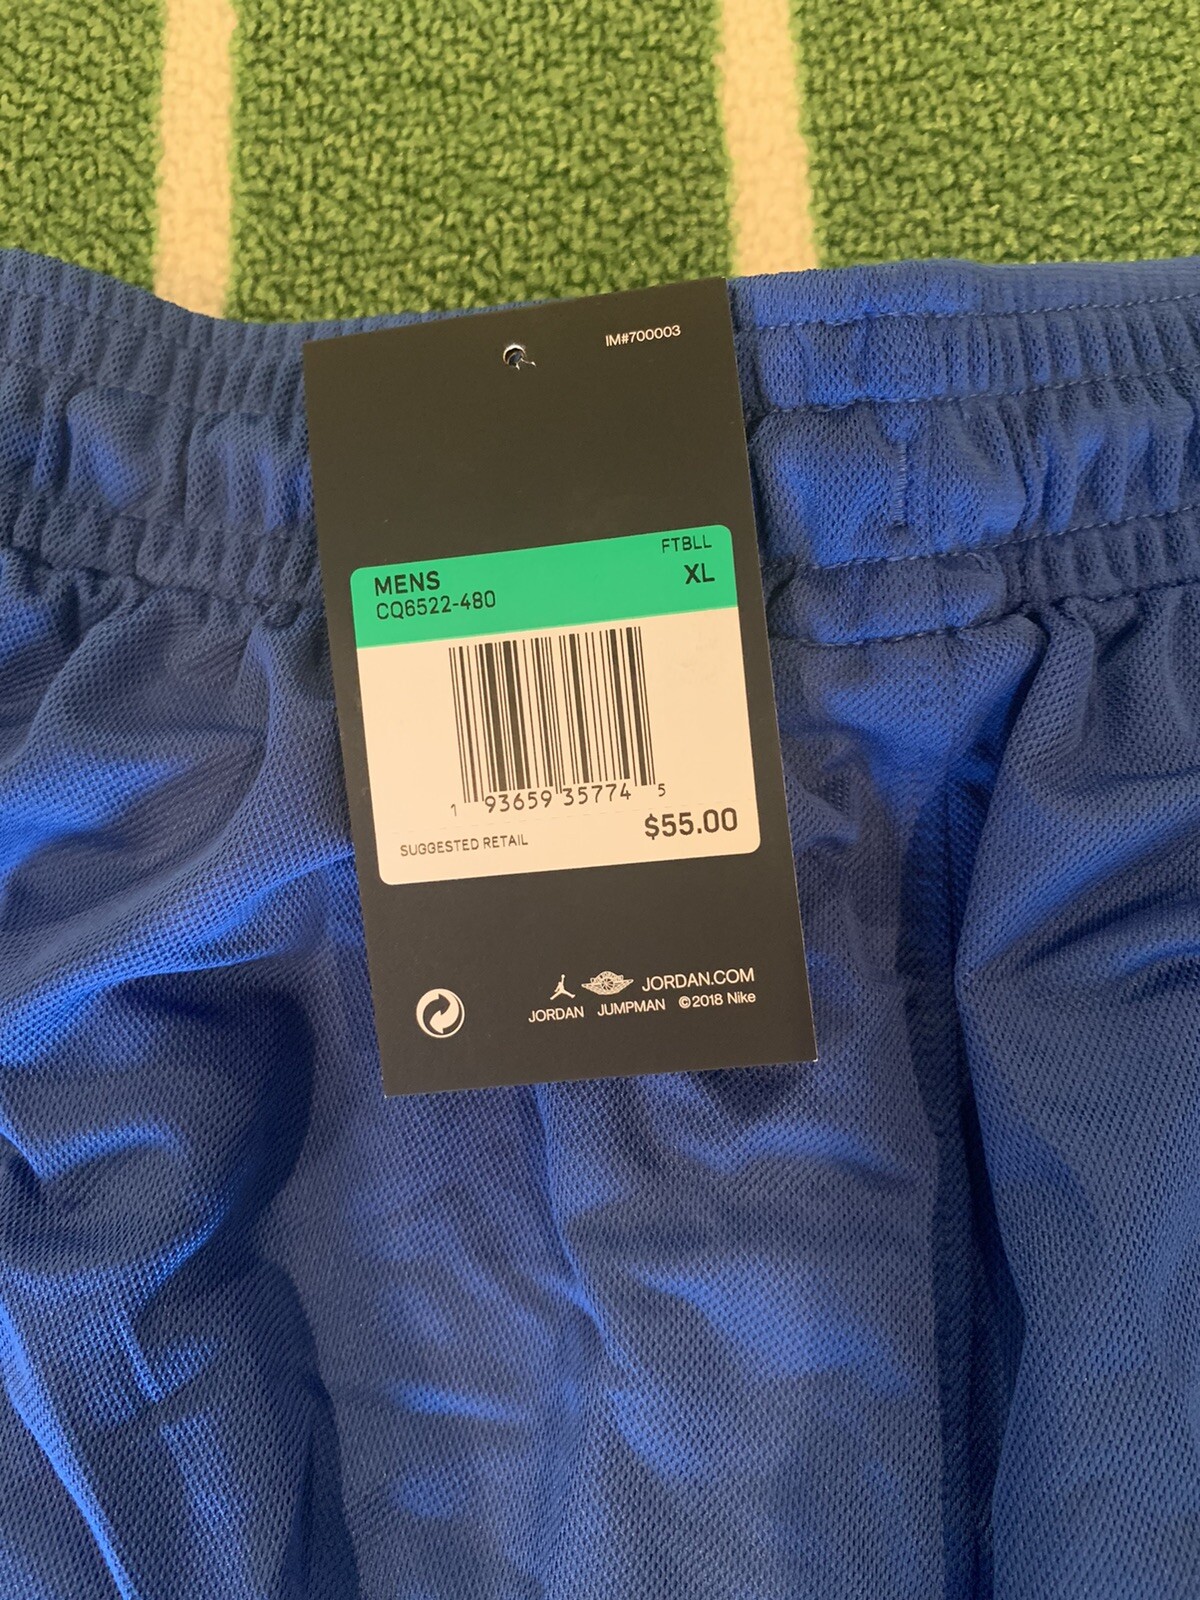 IM#700003
FTBLL
MENS XL
CQ6522-480
1 93659 35774 5
SUGGESTED RETAIL $55.00
JORDAN.COM
JORDAN JUMPMAN ©2018 Nike